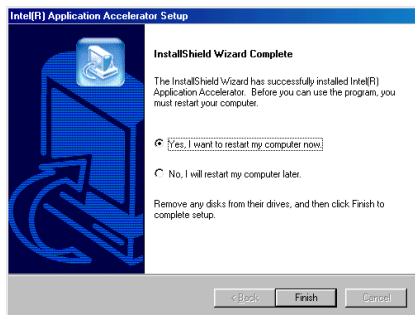 Intel(R) Application Accelerator Setup
InstallShield Wizard Complete
The InstallShield Wizard has successfully installed Intel(R)
Application Accelerator. Before you can use the program, you
must restart your computer.
Yes, I want to restart my computer now.
No, I will restart my computer later.
Remove any disks from their drives, and then click Finish to
complete setup.
< Back
Finish
Cancel